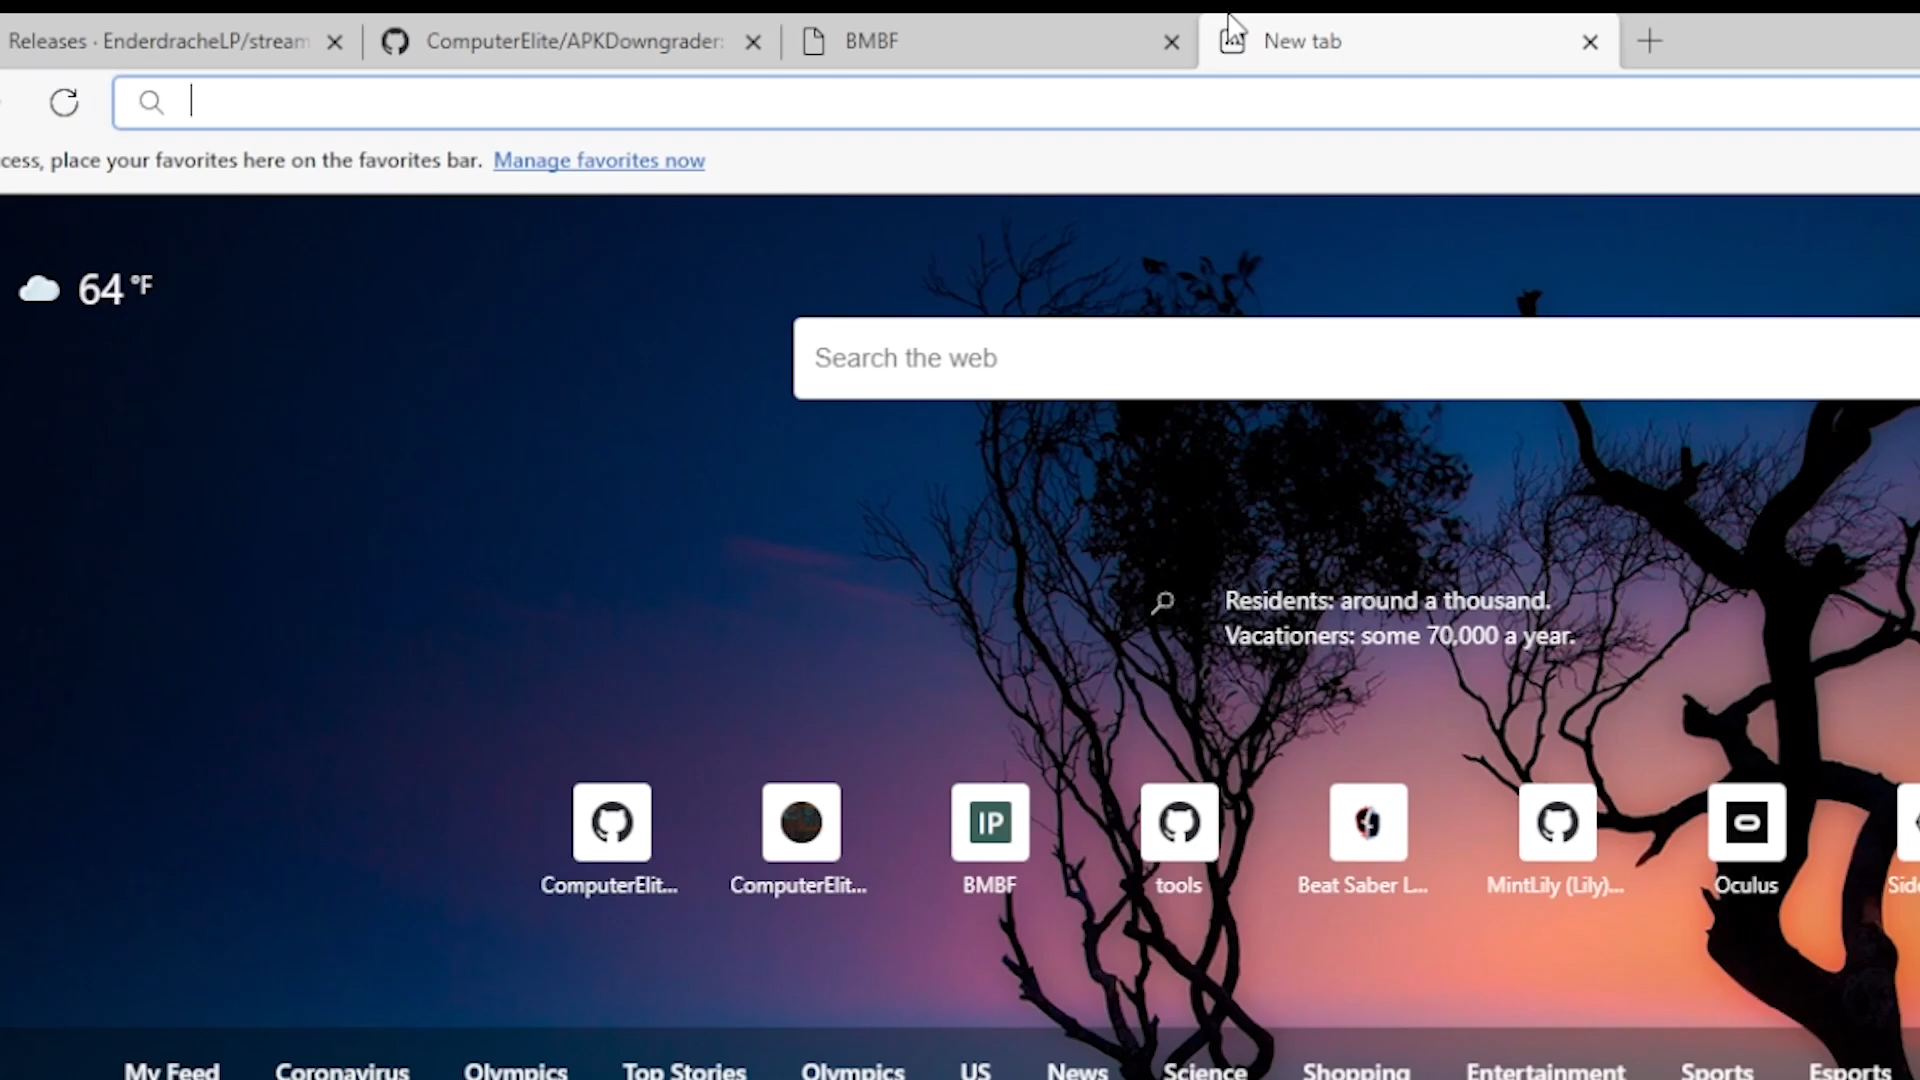 Releases · EnderdracheLP/stream
ComputerElite/APKDowngrader:
BMBF
New tab
cess, place your favorites here on the favorites bar. Manage favorites now
64 °F
Search the web
Residents: around a thousand.
Vacationers: some 70,000 a year.
IP
ComputerElit...
ComputerElit...
BMBF
tools
Beat Saber L...
MintLily (Lily)...
Oculus
Side
My Feed
Coronavirus
Olympics
Top Stories
Olympics
US
News
Science
Shopping
Entertainment
Sports
Esports